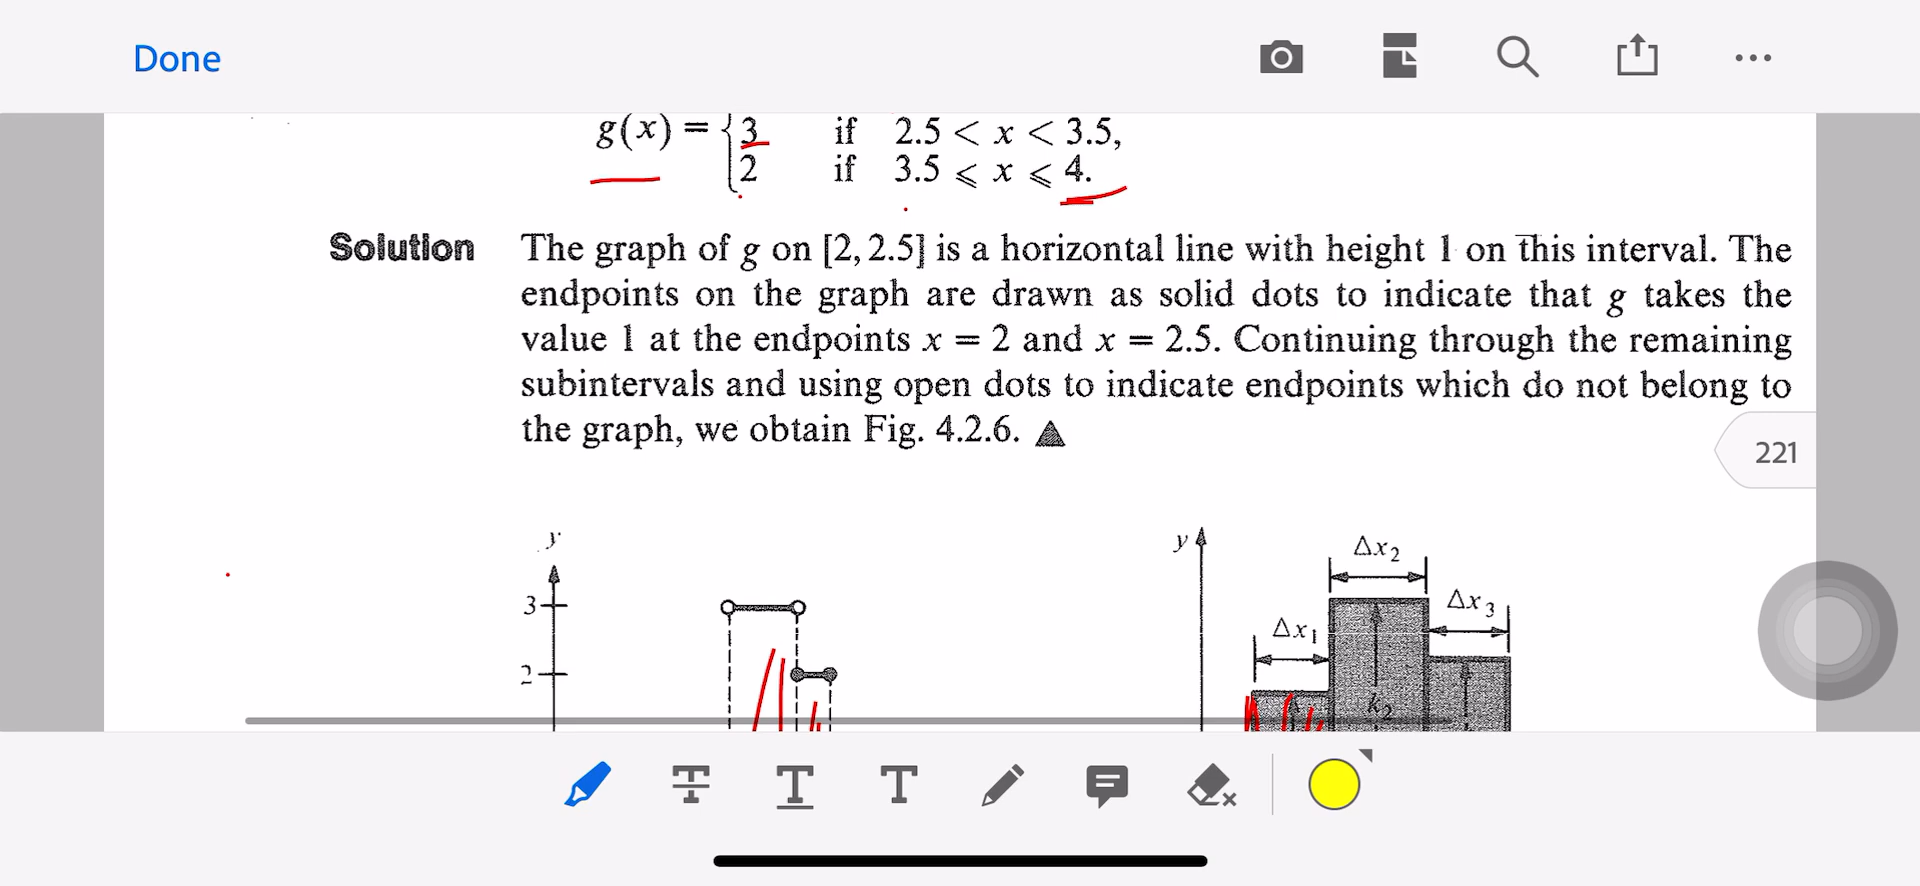 Done
g(x) = {3 if 2.5 < x < 3.5,
2 if 3.5 ⩽ x ⩽ 4.
Solution The graph of g on [2, 2.5] is a horizontal line with height 1 on this interval. The
endpoints on the graph are drawn as solid dots to indicate that g takes the
value 1 at the endpoints x = 2 and x = 2.5. Continuing through the remaining
subintervals and using open dots to indicate endpoints which do not belong to
the graph, we obtain Fig. 4.2.6. ▲
221
y
3
2
y
Δx₂
Δx₃
Δx₁
k₂
T
T
T